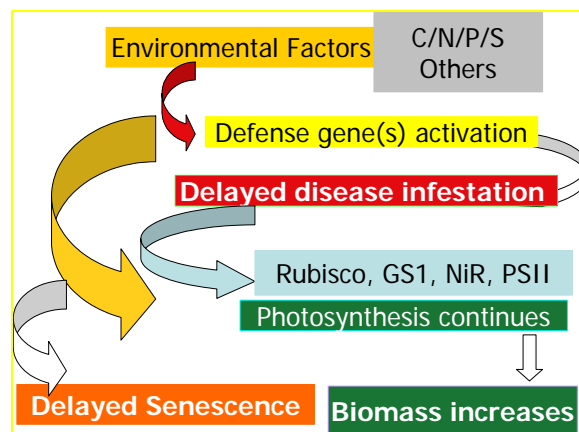 Environmental Factors
C/N/P/S
Others
Defense gene(s) activation
Delayed disease infestation
Rubisco, GS1, NiR, PSII
Photosynthesis continues
Delayed Senescence
Biomass increases